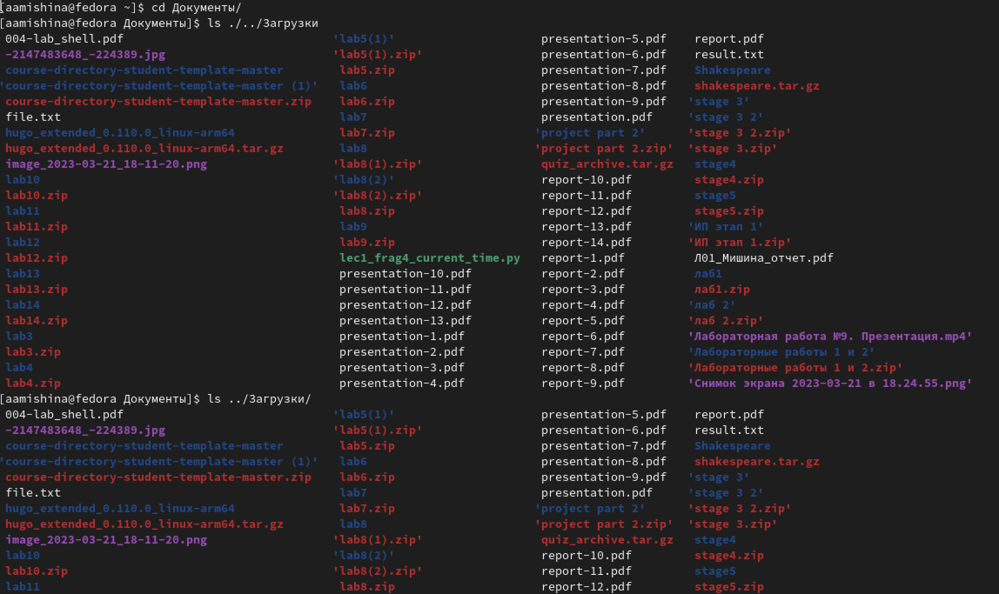 [aamishina@fedora ~]$ cd Документы/
[aamishina@fedora Документы]$ ls ./../Загрузки
004-lab_shell.pdf 'lab5(1)' presentation-5.pdf report.pdf
-2147483648_-224389.jpg 'lab5(1).zip' presentation-6.pdf result.txt
course-directory-student-template-master lab5.zip presentation-7.pdf Shakespeare
'course-directory-student-template-master (1)' lab6 presentation-8.pdf shakespeare.tar.gz
course-directory-student-template-master.zip lab6.zip presentation-9.pdf 'stage 3'
file.txt lab7 presentation.pdf 'stage 3 2'
hugo_extended_0.110.0_linux-arm64 lab7.zip 'project part 2' 'stage 3 2.zip'
hugo_extended_0.110.0_linux-arm64.tar.gz lab8 'project part 2.zip' 'stage 3.zip'
image_2023-03-21_18-11-20.png 'lab8(1).zip' quiz_archive.tar.gz stage4
lab10 'lab8(2)' report-10.pdf stage4.zip
lab10.zip 'lab8(2).zip' report-11.pdf stage5
lab11 lab8.zip report-12.pdf stage5.zip
lab11.zip lab9 report-13.pdf 'ИП этап 1'
lab12 lab9.zip report-14.pdf 'ИП этап 1.zip'
lab12.zip lec1_frag4_current_time.py report-1.pdf Л01_Мишина_отчет.pdf
lab13 presentation-10.pdf report-2.pdf лаб1
lab13.zip presentation-11.pdf report-3.pdf лаб1.zip
lab14 presentation-12.pdf report-4.pdf 'лаб 2'
lab14.zip presentation-13.pdf report-5.pdf 'лаб 2.zip'
lab3 presentation-1.pdf report-6.pdf 'Лабораторная работа №9. Презентация.mp4'
lab3.zip presentation-2.pdf report-7.pdf 'Лабораторные работы 1 и 2'
lab4 presentation-3.pdf report-8.pdf 'Лабораторные работы 1 и 2.zip'
lab4.zip presentation-4.pdf report-9.pdf 'Снимок экрана 2023-03-21 в 18.24.55.png'
[aamishina@fedora Документы]$ ls ../Загрузки/
004-lab_shell.pdf 'lab5(1)' presentation-5.pdf report.pdf
-2147483648_-224389.jpg 'lab5(1).zip' presentation-6.pdf result.txt
course-directory-student-template-master lab5.zip presentation-7.pdf Shakespeare
'course-directory-student-template-master (1)' lab6 presentation-8.pdf shakespeare.tar.gz
course-directory-student-template-master.zip lab6.zip presentation-9.pdf 'stage 3'
file.txt lab7 presentation.pdf 'stage 3 2'
hugo_extended_0.110.0_linux-arm64 lab7.zip 'project part 2' 'stage 3 2.zip'
hugo_extended_0.110.0_linux-arm64.tar.gz lab8 'project part 2.zip' 'stage 3.zip'
image_2023-03-21_18-11-20.png 'lab8(1).zip' quiz_archive.tar.gz stage4
lab10 'lab8(2)' report-10.pdf stage4.zip
lab10.zip 'lab8(2).zip' report-11.pdf stage5
lab11 lab8.zip report-12.pdf stage5.zip